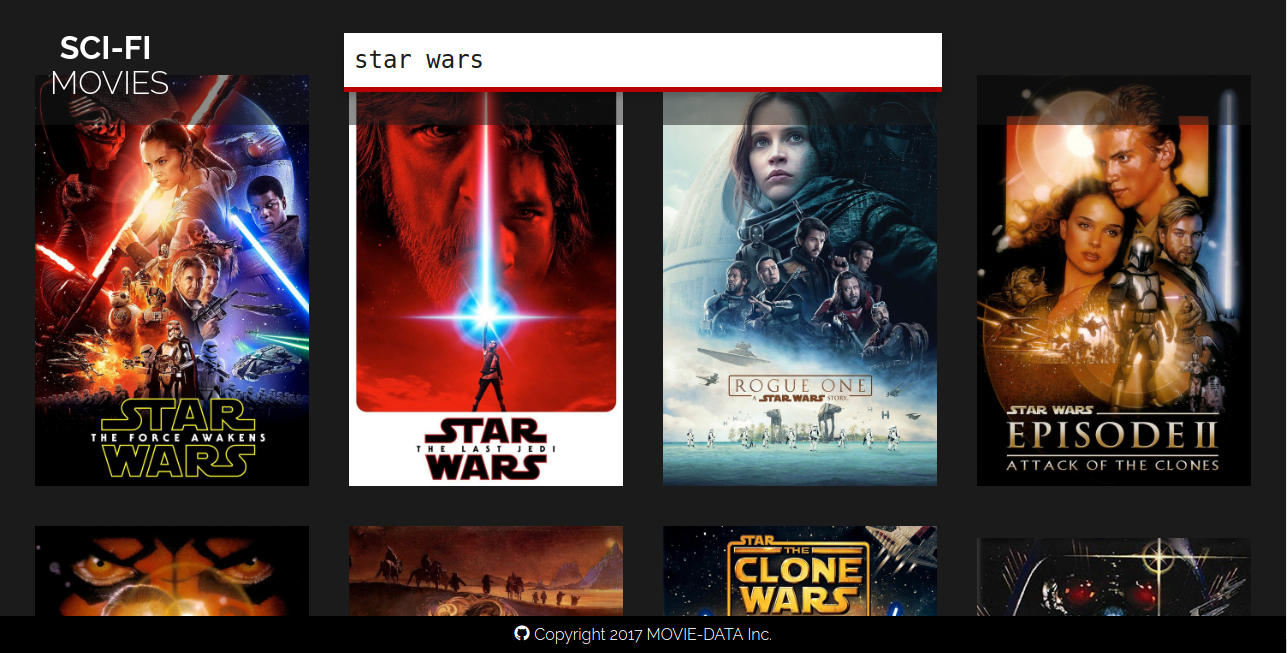 SCI-FI
MOVIES
star wars
STAR
THE FORCE AWAKENS
WARS
STAR
THE LAST JEDI
WARS
ROGUE ONE
A STAR WARS STORY
STAR WARS
EPISODE II
ATTACK OF THE CLONES
STAR
THE
CLONE
WARS
Copyright 2017 MOVIE-DATA Inc.